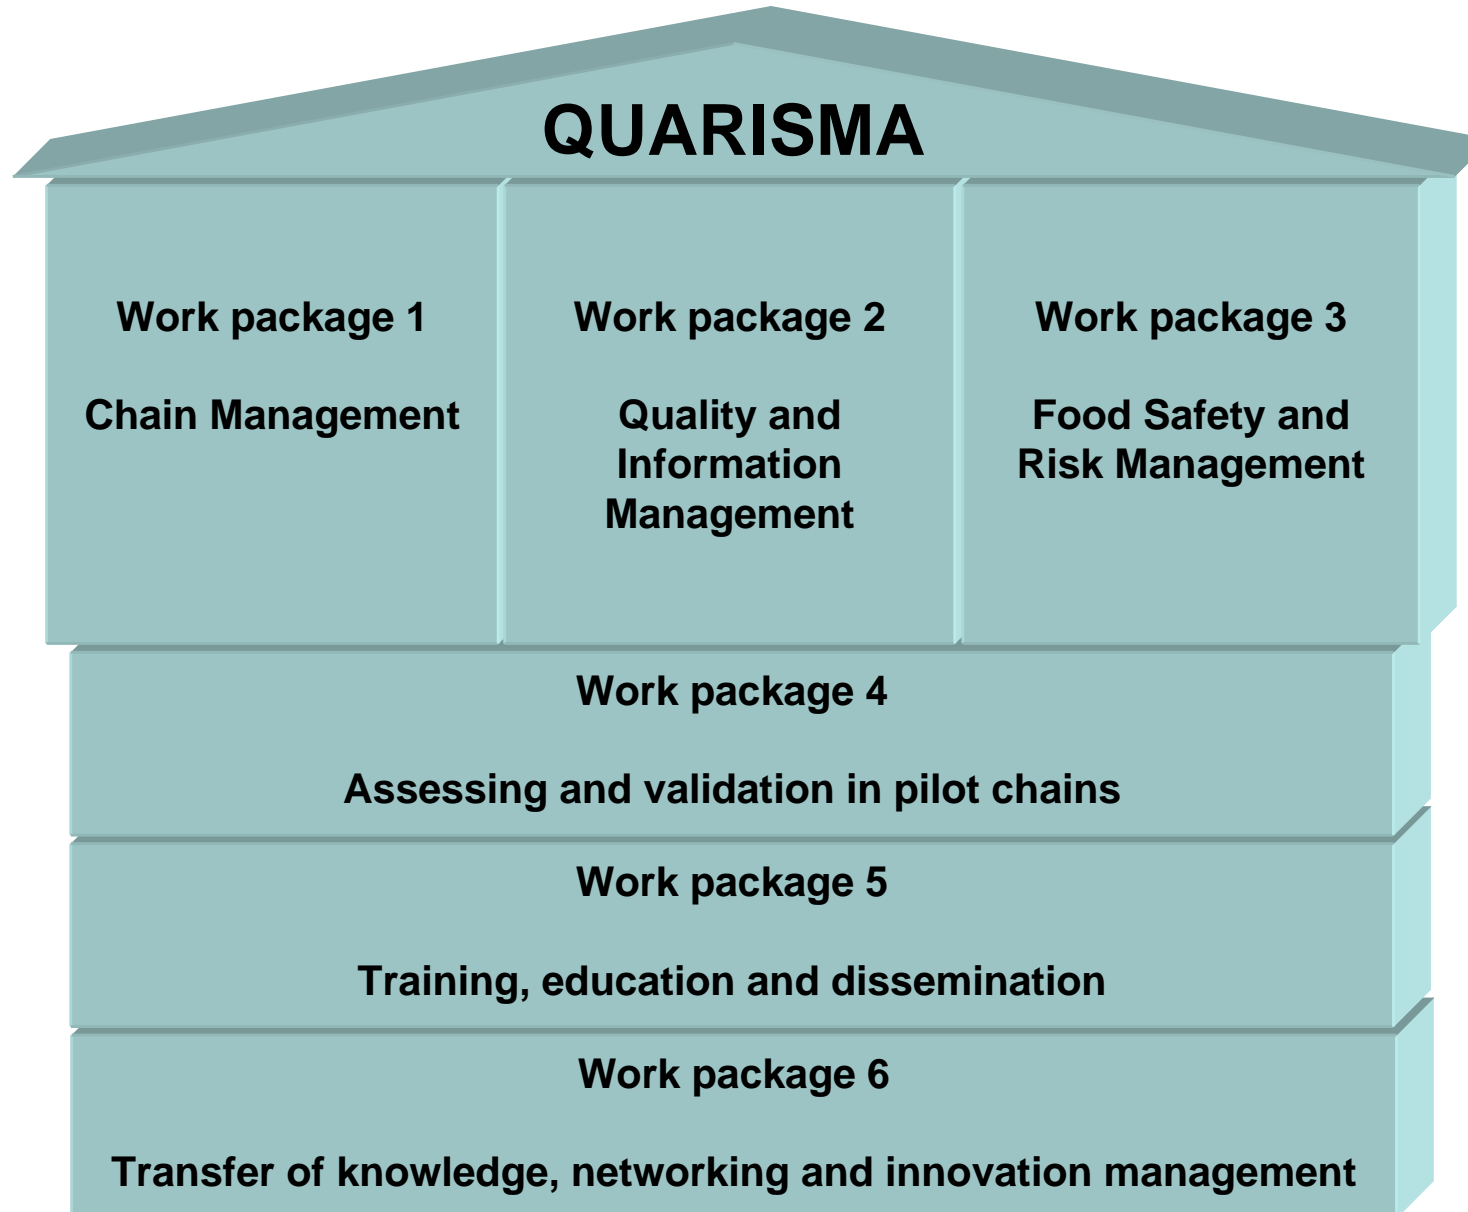 QUARISMA
Work package 1
Chain Management
Work package 2
Quality and
Information
Management
Work package 3
Food Safety and
Risk Management
Work package 4
Assessing and validation in pilot chains
Work package 5
Training, education and dissemination
Work package 6
Transfer of knowledge, networking and innovation management